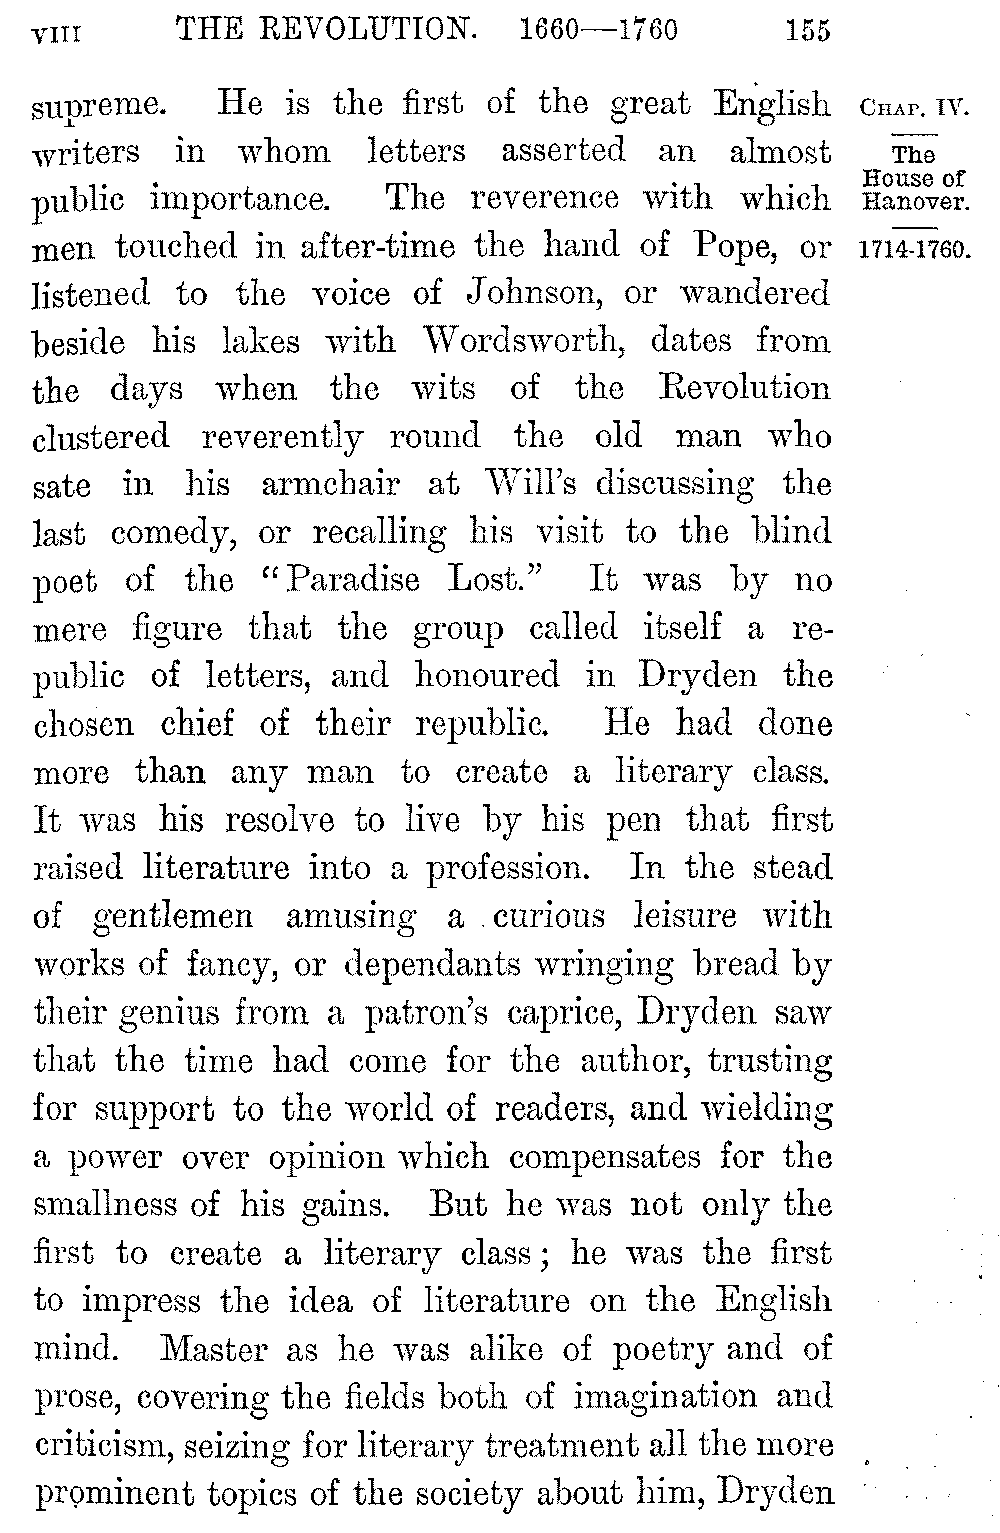 VIII THE REVOLUTION. 1660—1760 155
supreme. He is the first of the great English
writers in whom letters asserted an almost
public importance. The reverence with which
men touched in after-time the hand of Pope, or
listened to the voice of Johnson, or wandered
beside his lakes with Wordsworth, dates from
the days when the wits of the Revolution
clustered reverently round the old man who
sate in his armchair at Will's discussing the
last comedy, or recalling his visit to the blind
poet of the “Paradise Lost.” It was by no
mere figure that the group called itself a re-
public of letters, and honoured in Dryden the
chosen chief of their republic. He had done
more than any man to create a literary class.
It was his resolve to live by his pen that first
raised literature into a profession. In the stead
of gentlemen amusing a curious leisure with
works of fancy, or dependants wringing bread by
their genius from a patron's caprice, Dryden saw
that the time had come for the author, trusting
for support to the world of readers, and wielding
a power over opinion which compensates for the
smallness of his gains. But he was not only the
first to create a literary class; he was the first
to impress the idea of literature on the English
mind. Master as he was alike of poetry and of
prose, covering the fields both of imagination and
criticism, seizing for literary treatment all the more
prominent topics of the society about him, Dryden
CHAP. IV.
The
House of
Hanover.
1714-1760.